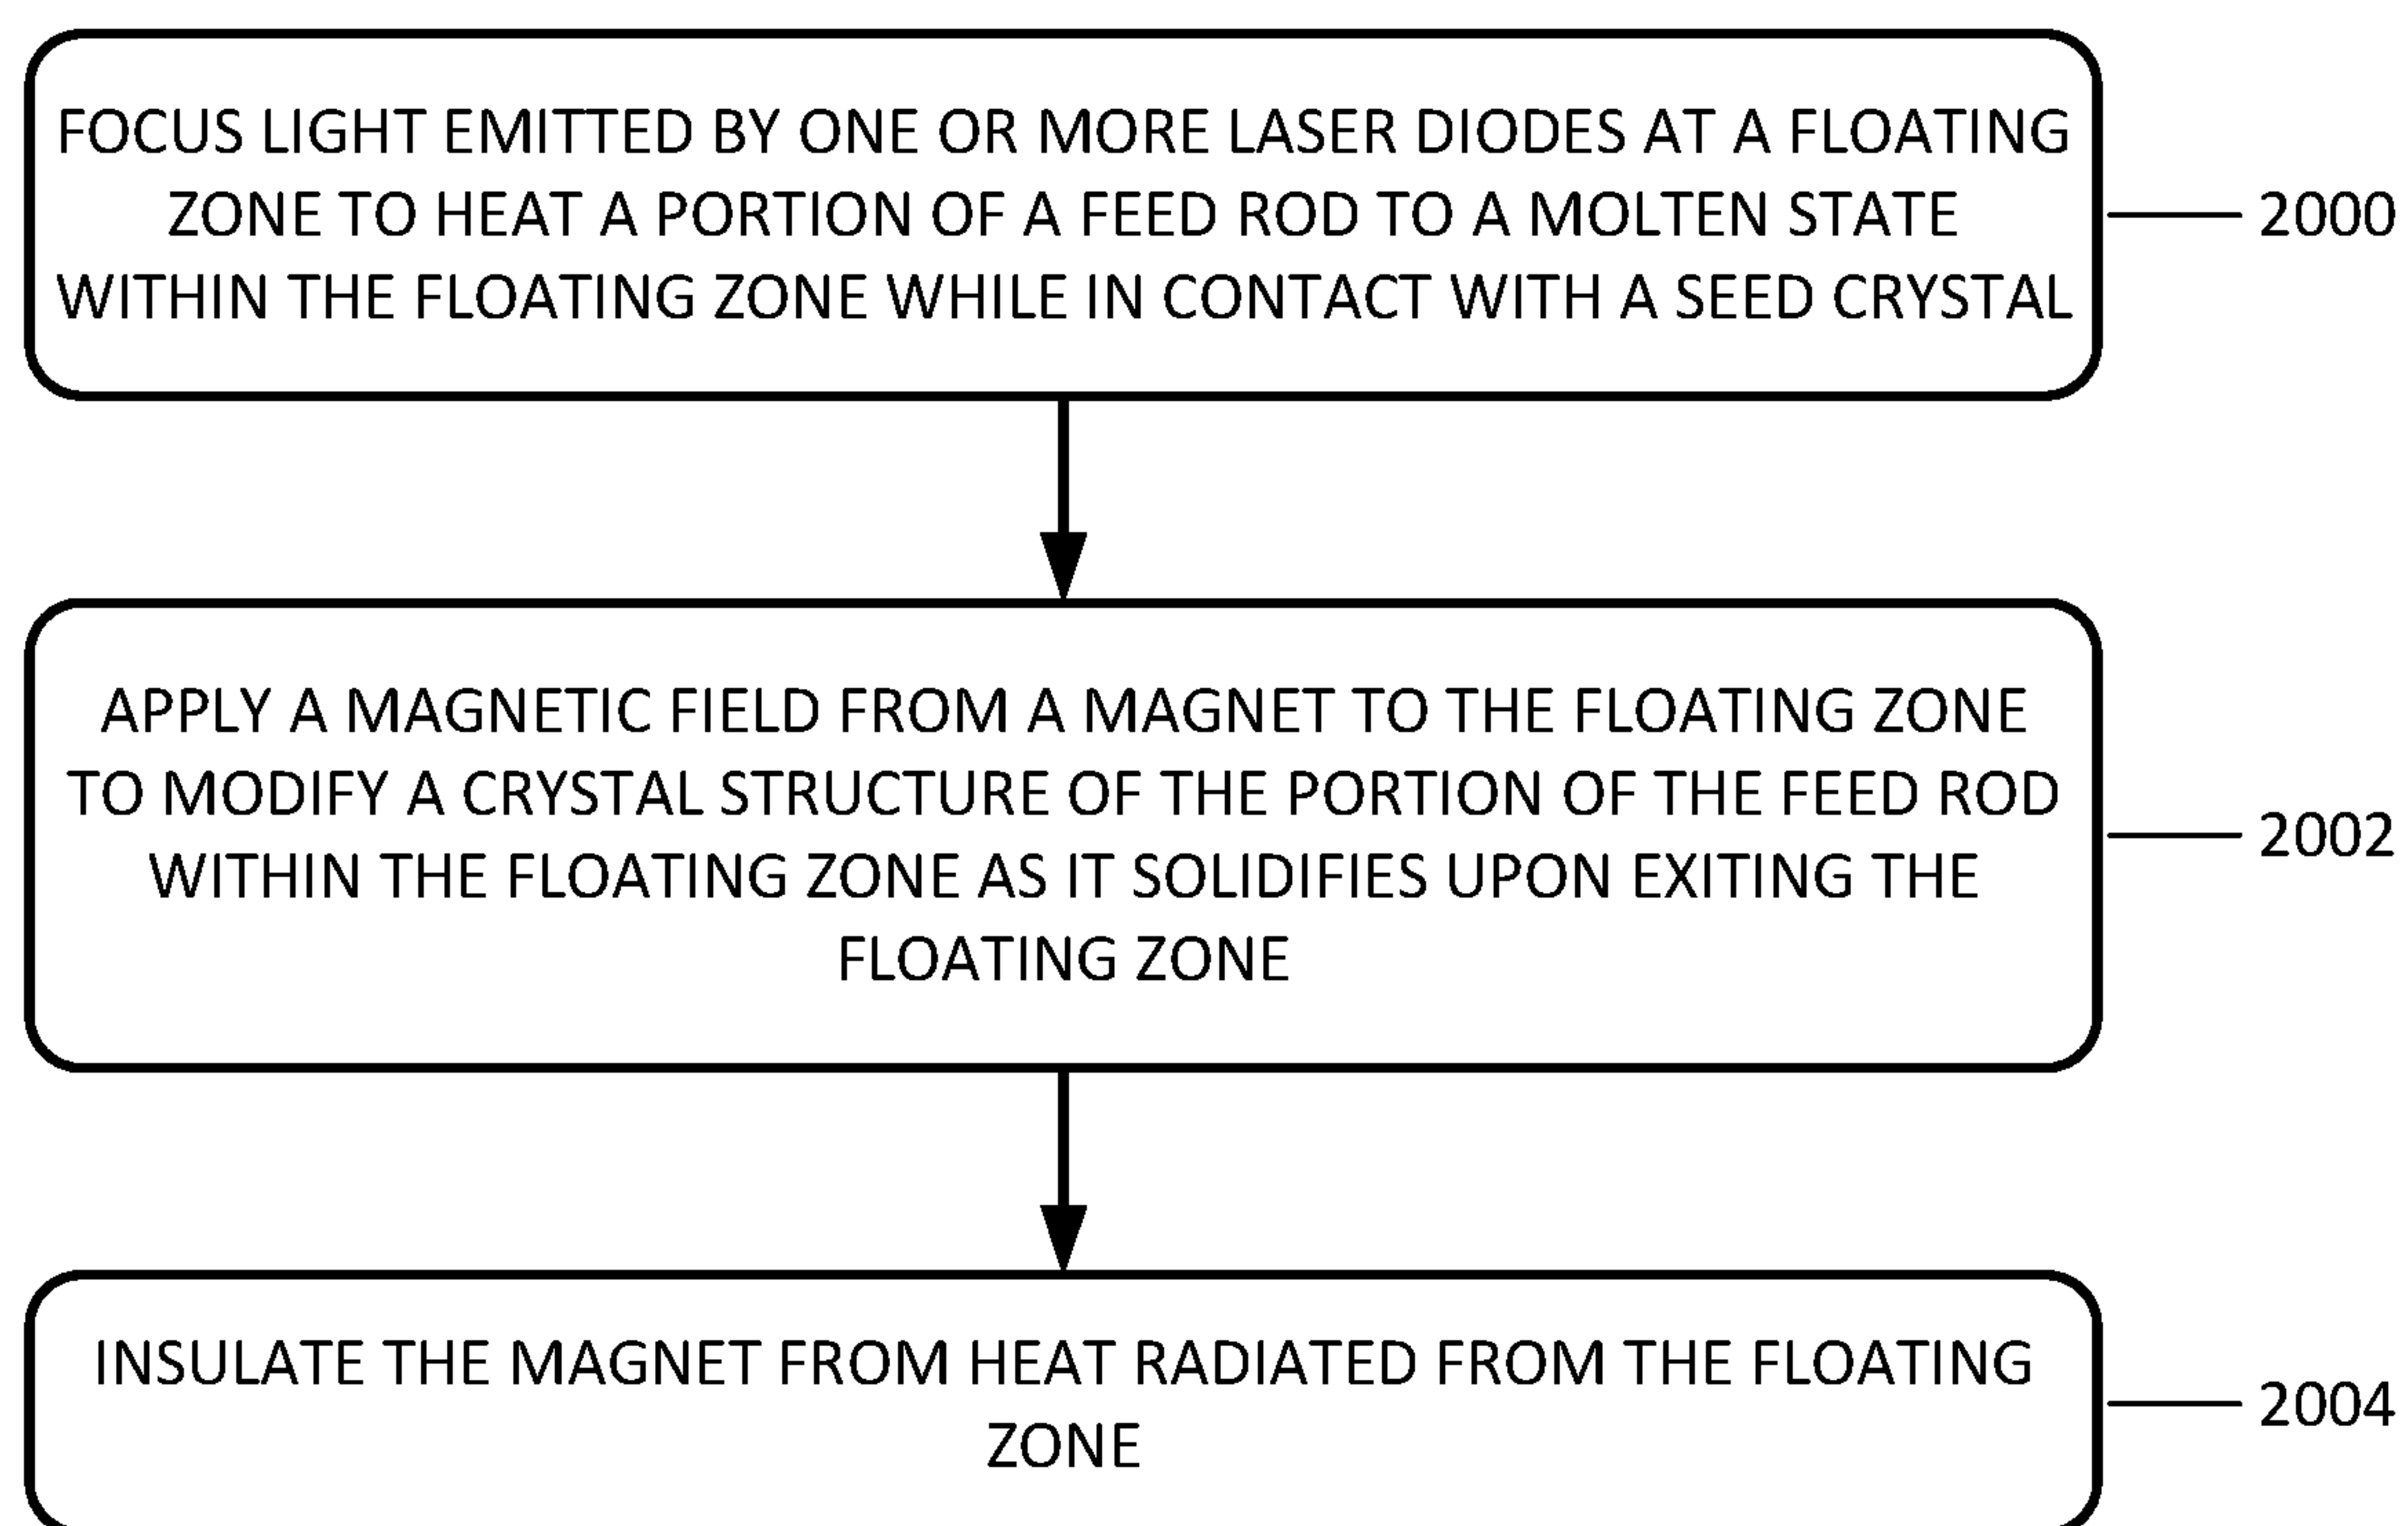 FOCUS LIGHT EMITTED BY ONE OR MORE LASER DIODES AT A FLOATING
ZONE TO HEAT A PORTION OF A FEED ROD TO A MOLTEN STATE
WITHIN THE FLOATING ZONE WHILE IN CONTACT WITH A SEED CRYSTAL
2000
APPLY A MAGNETIC FIELD FROM A MAGNET TO THE FLOATING ZONE
TO MODIFY A CRYSTAL STRUCTURE OF THE PORTION OF THE FEED ROD
WITHIN THE FLOATING ZONE AS IT SOLIDIFIES UPON EXITING THE
FLOATING ZONE
2002
INSULATE THE MAGNET FROM HEAT RADIATED FROM THE FLOATING
ZONE
2004